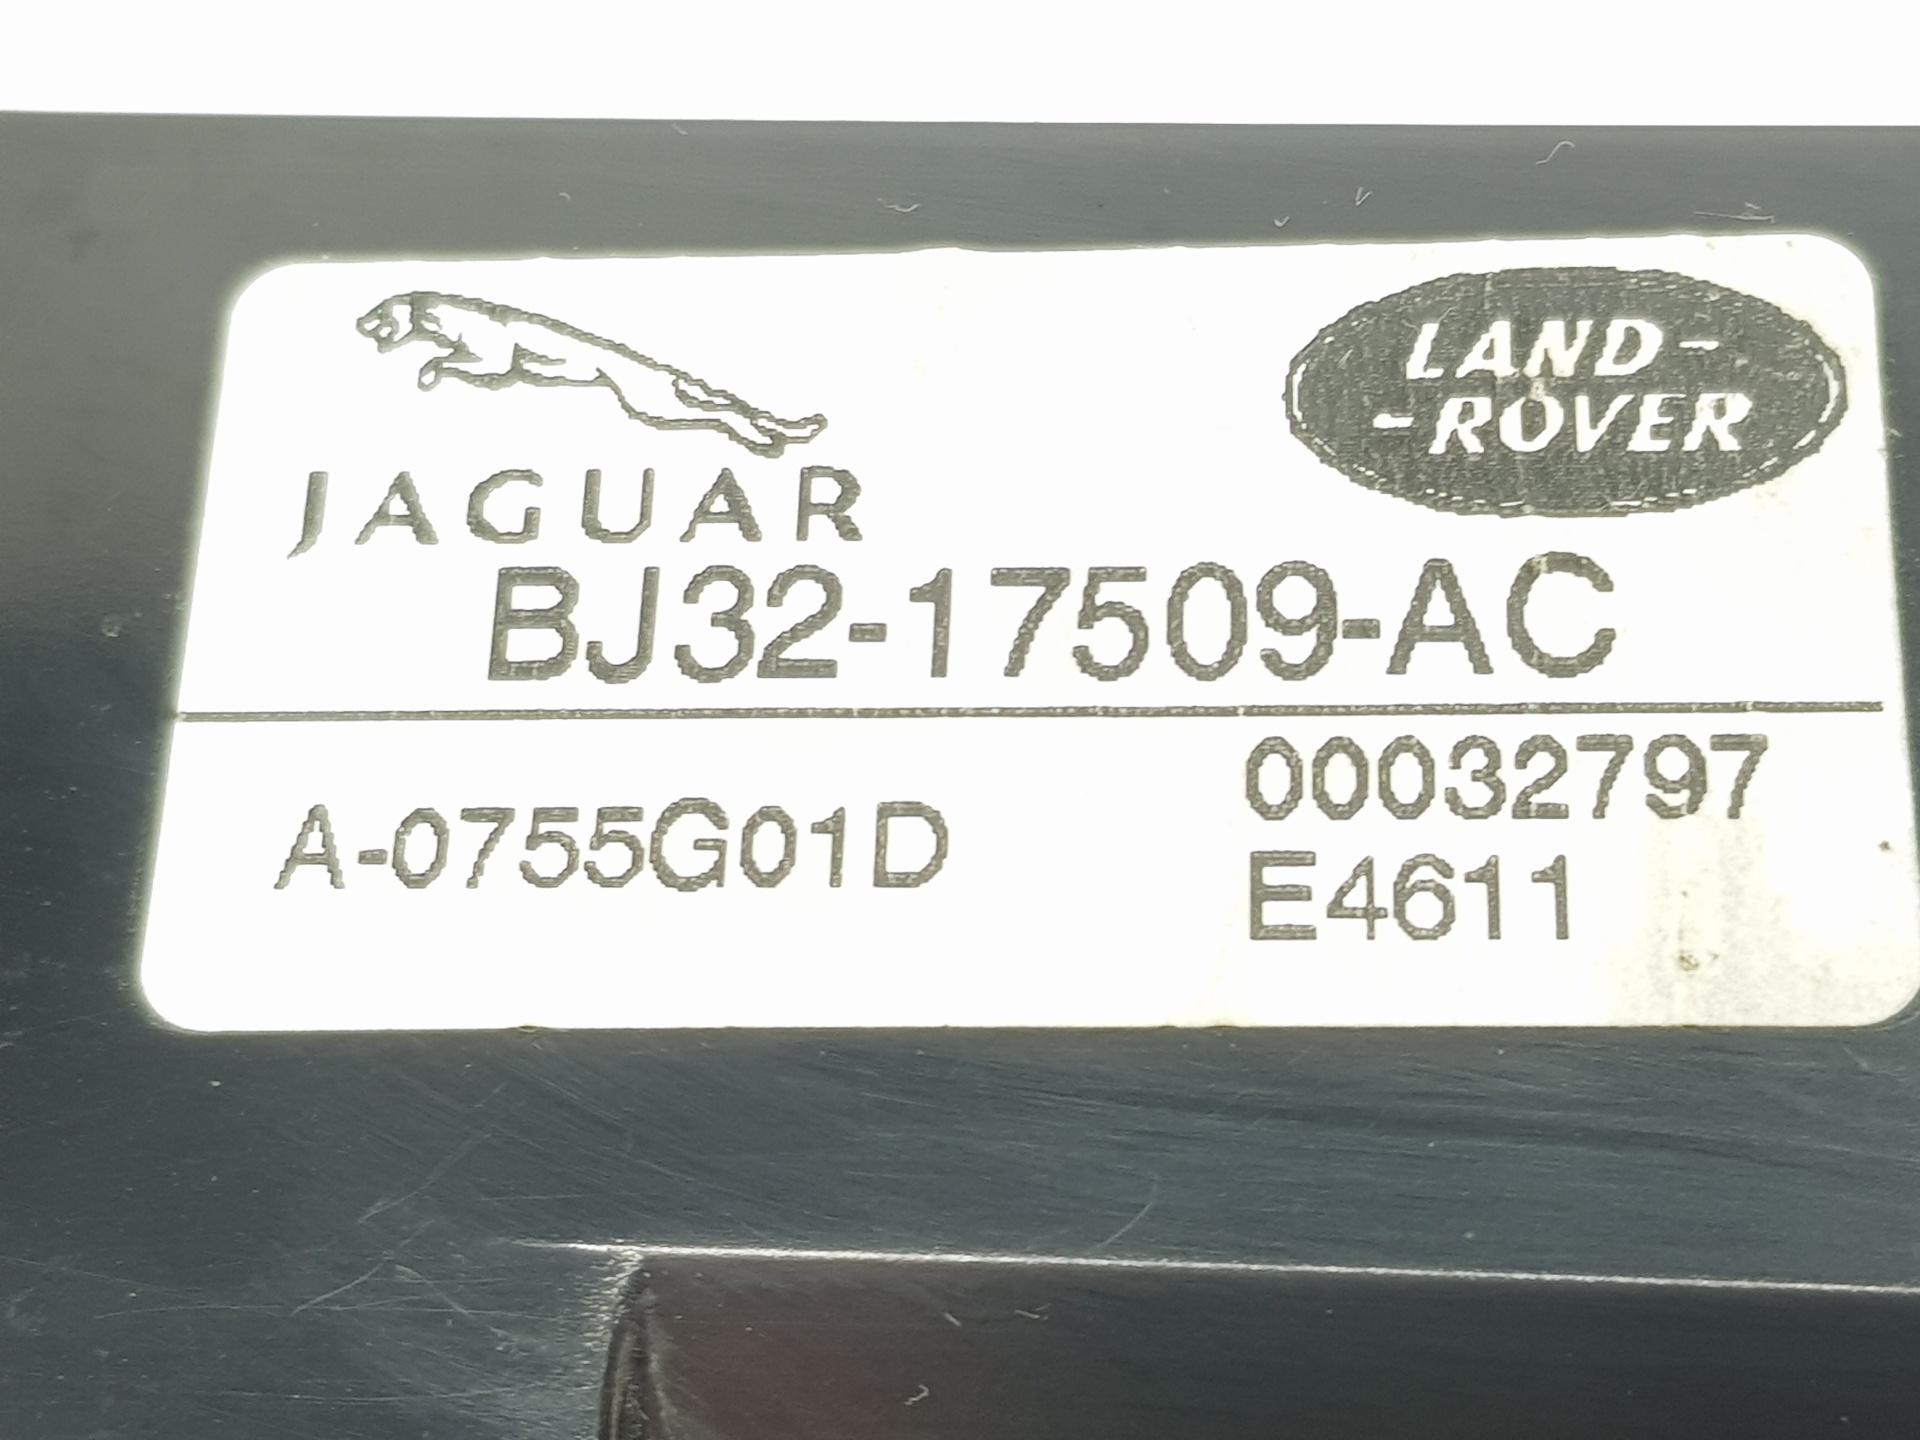 JAGUAR
LAND-
-ROVER
BJ32-17509-AC
A-0755G01D
00032797
E4611